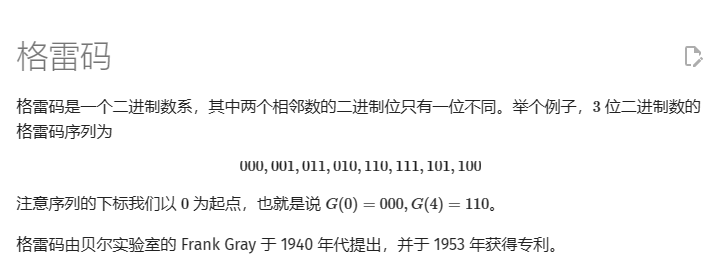 格雷码
格雷码是一个二进制数系，其中两个相邻数的二进制位只有一位不同。举个例子，3 位二进制数的
格雷码序列为
000, 001, 011, 010, 110, 111, 101, 100
注意序列的下标我们以 0 为起点，也就是说 G(0) = 000, G(4) = 110。
格雷码由贝尔实验室的 Frank Gray 于 1940 年代提出，并于 1953 年获得专利。